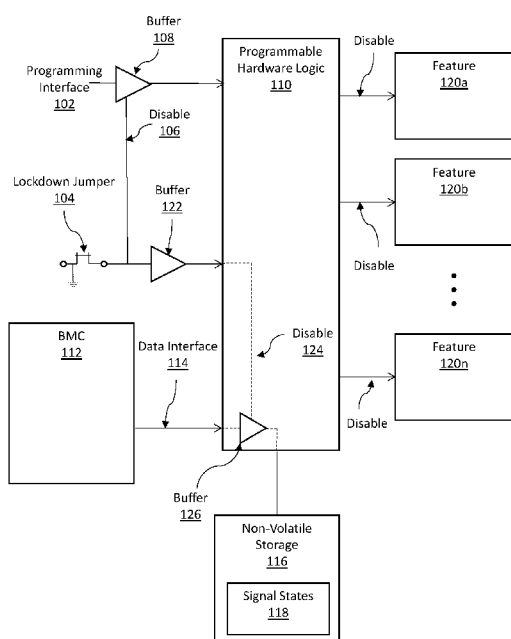 Buffer
108
Programming
Interface
102
Disable
106
Lockdown Jumper
104
Buffer
122
Programmable
Hardware Logic
110
Disable
Feature
120a
Feature
120b
Disable
Feature
120n
Disable
BMC
112
Data Interface
114
Disable
124
Buffer
126
Non-Volatile
Storage
116
Signal States
118